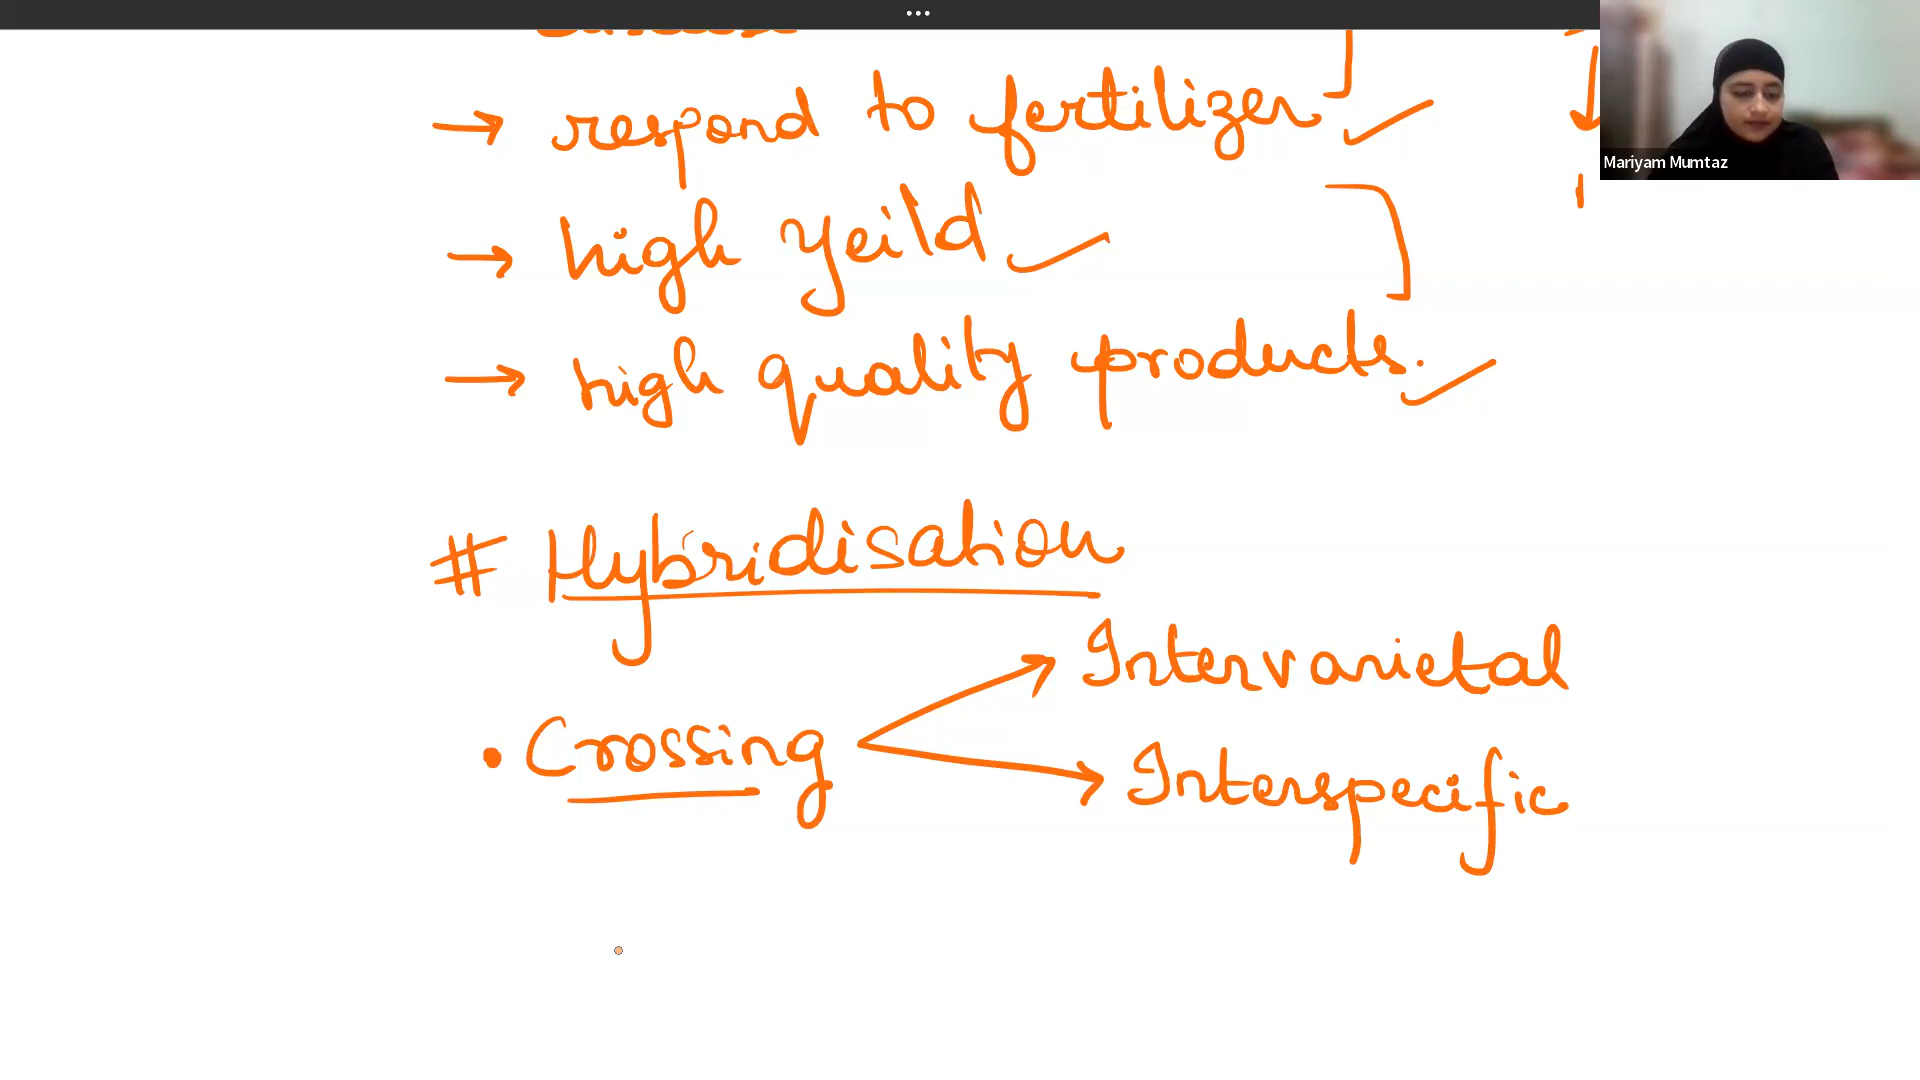 ...
→ respond to fertilizer
→ high yeild
→ high quality products.
# Hybridisation
• Crossing
→ Intervarietal
→ Interspecific
Mariyam Mumtaz